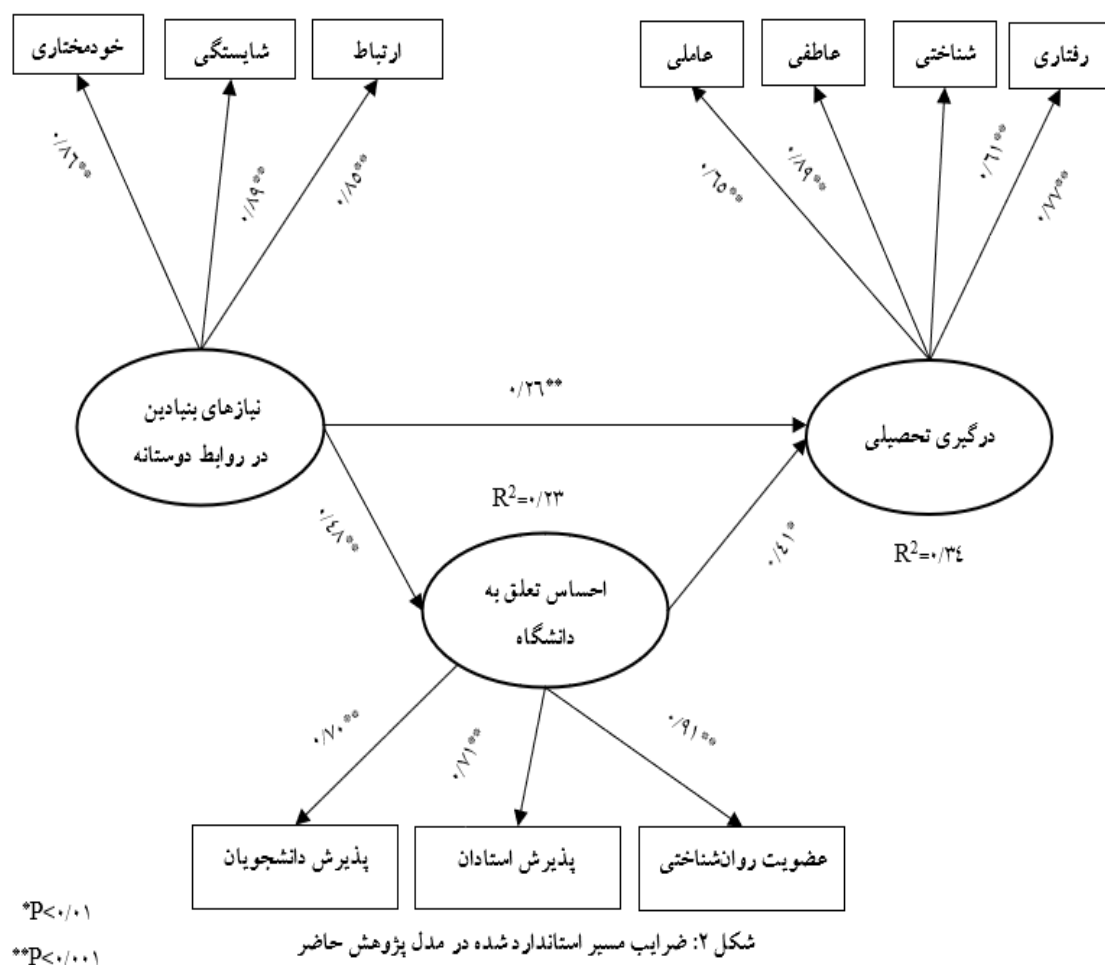 خودمختاری
شایستگی
ارتباط
عاملی
عاطفی
شناختی
رفتاری
۰/۸۶**
۰/۸۹**
۰/۸۵**
۰/۶۵**
۰/۸۹**
۰/۶۱**
۰/۷۷**
نیازهای بنیادین
در روابط دوستانه
۰/۲۶**
درگیری تحصیلی
۰/۴۸**
R²=۰/۲۳
۰/۴۱*
R²=۰/۳٤
احساس تعلق به
دانشگاه
۰/۷۰**
۰/۷۱**
۰/۹۱**
پذیرش دانشجویان
پذیرش استادان
عضویت روان‌شناختی
*P<۰/۰۱
**P<۰/۰۰۱
شکل ۲: ضرایب مسیر استاندارد شده در مدل پژوهش حاضر